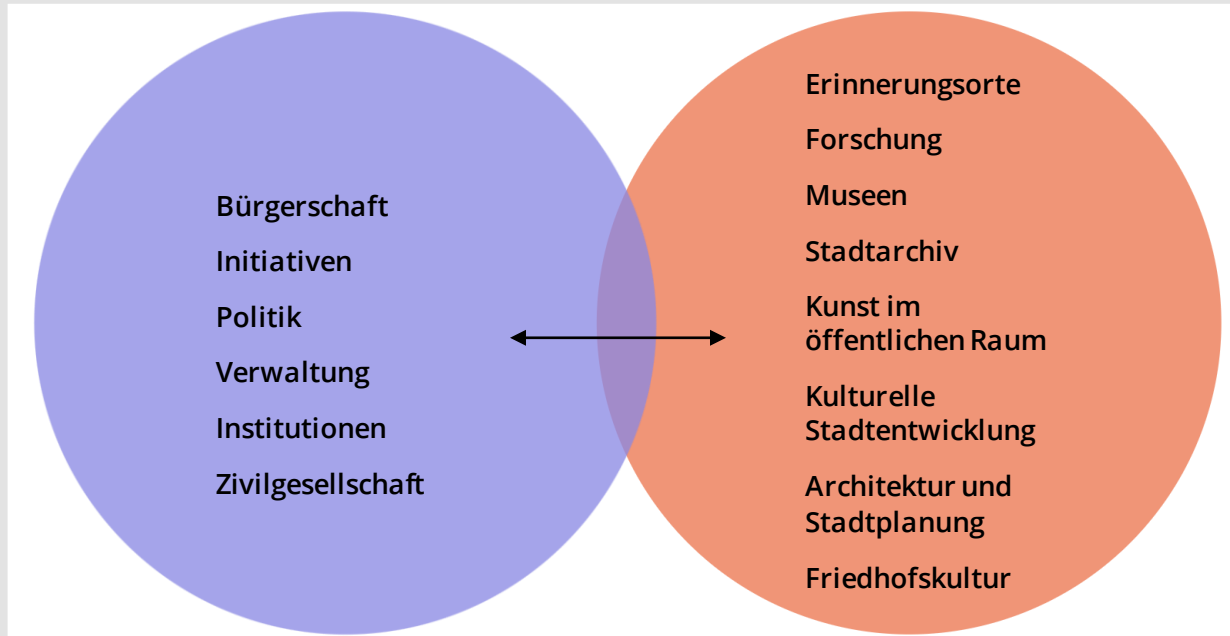 Bürgerschaft
Initiativen
Politik
Verwaltung
Institutionen
Zivilgesellschaft
Erinnerungsorte
Forschung
Museen
Stadtarchiv
Kunst im
öffentlichen Raum
Kulturelle
Stadtentwicklung
Architektur und
Stadtplanung
Friedhofskultur